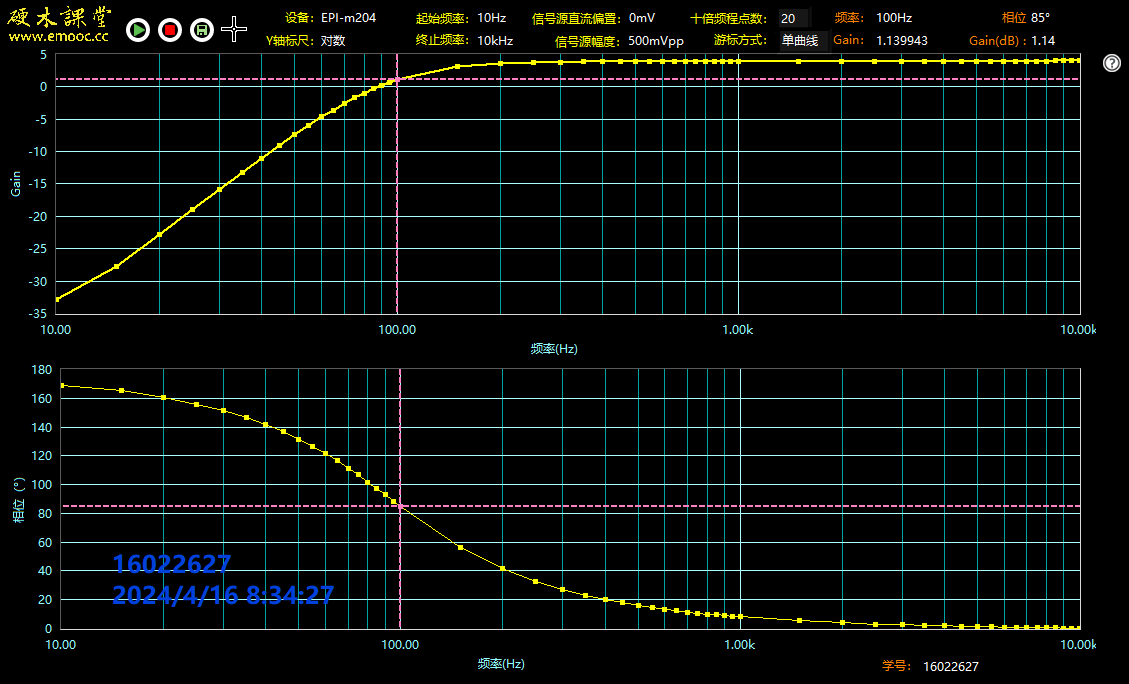 硬木课堂
www.emooc.cc
设备: EPI-m204 起始频率: 10Hz 信号源直流偏置: 0mV 十倍频程点数: 20 频率: 100Hz 相位 85°
Y轴标尺: 对数 终止频率: 10kHz 信号源幅度: 500mVpp 游标方式: 单曲线 Gain: 1.139943 Gain(dB) : 1.14
5
0
-5
-10
-15
-20
-25
-30
-35
Gain
10.00 100.00 1.00k 10.00k
频率(Hz)
180
160
140
120
100
80
60
40
20
0
相位 (°)
16022627
2024/4/16 8:34:27
10.00 100.00 1.00k 10.00k
频率(Hz)
学号: 16022627